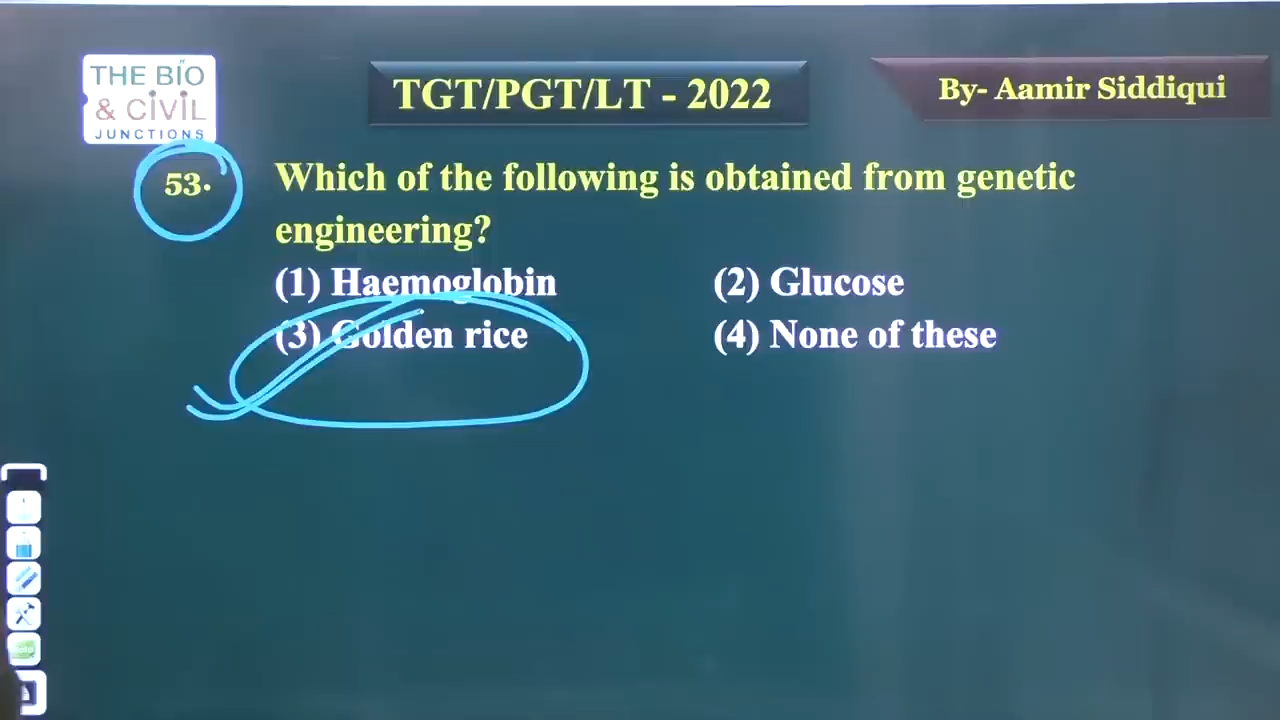 THE BIO
& CIVIL
JUNCTIONS
TGT/PGT/LT - 2022
By- Aamir Siddiqui
53. Which of the following is obtained from genetic
engineering?
(1) Haemoglobin (2) Glucose
(3) Golden rice (4) None of these